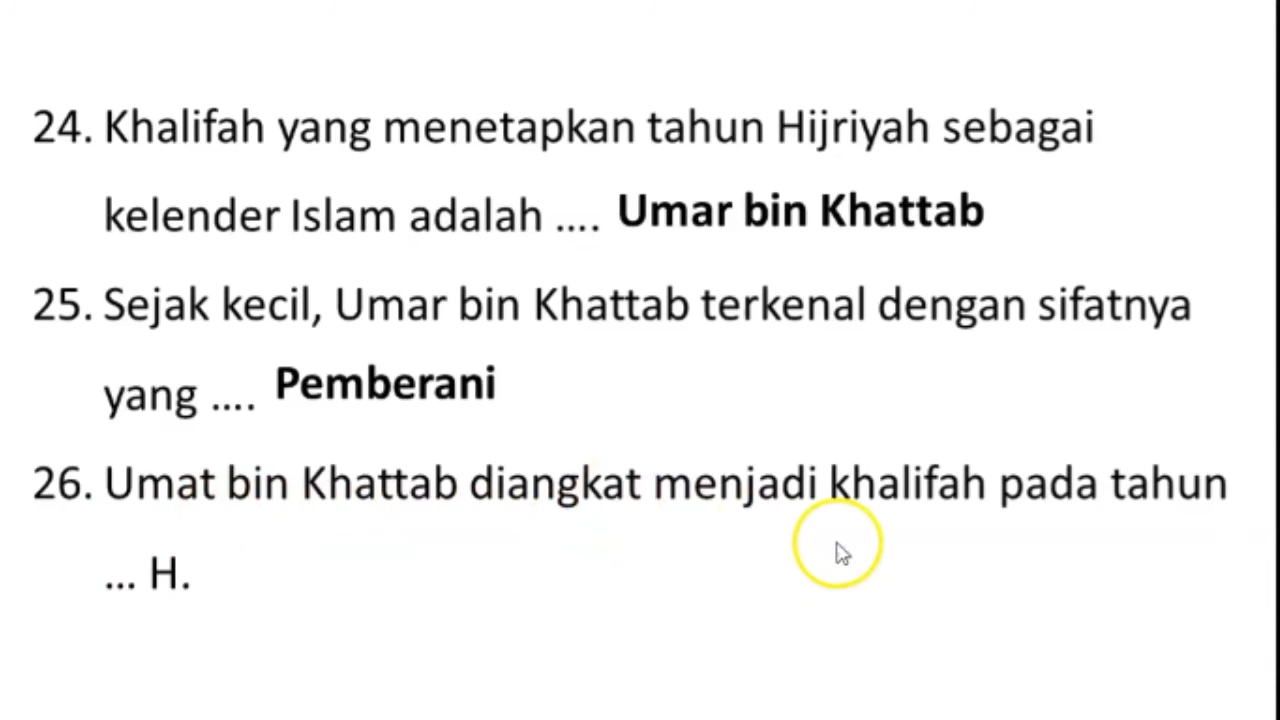 24. Khalifah yang menetapkan tahun Hijriyah sebagai
kelender Islam adalah .... Umar bin Khattab
25. Sejak kecil, Umar bin Khattab terkenal dengan sifatnya
yang .... Pemberani
26. Umat bin Khattab diangkat menjadi khalifah pada tahun
... H.